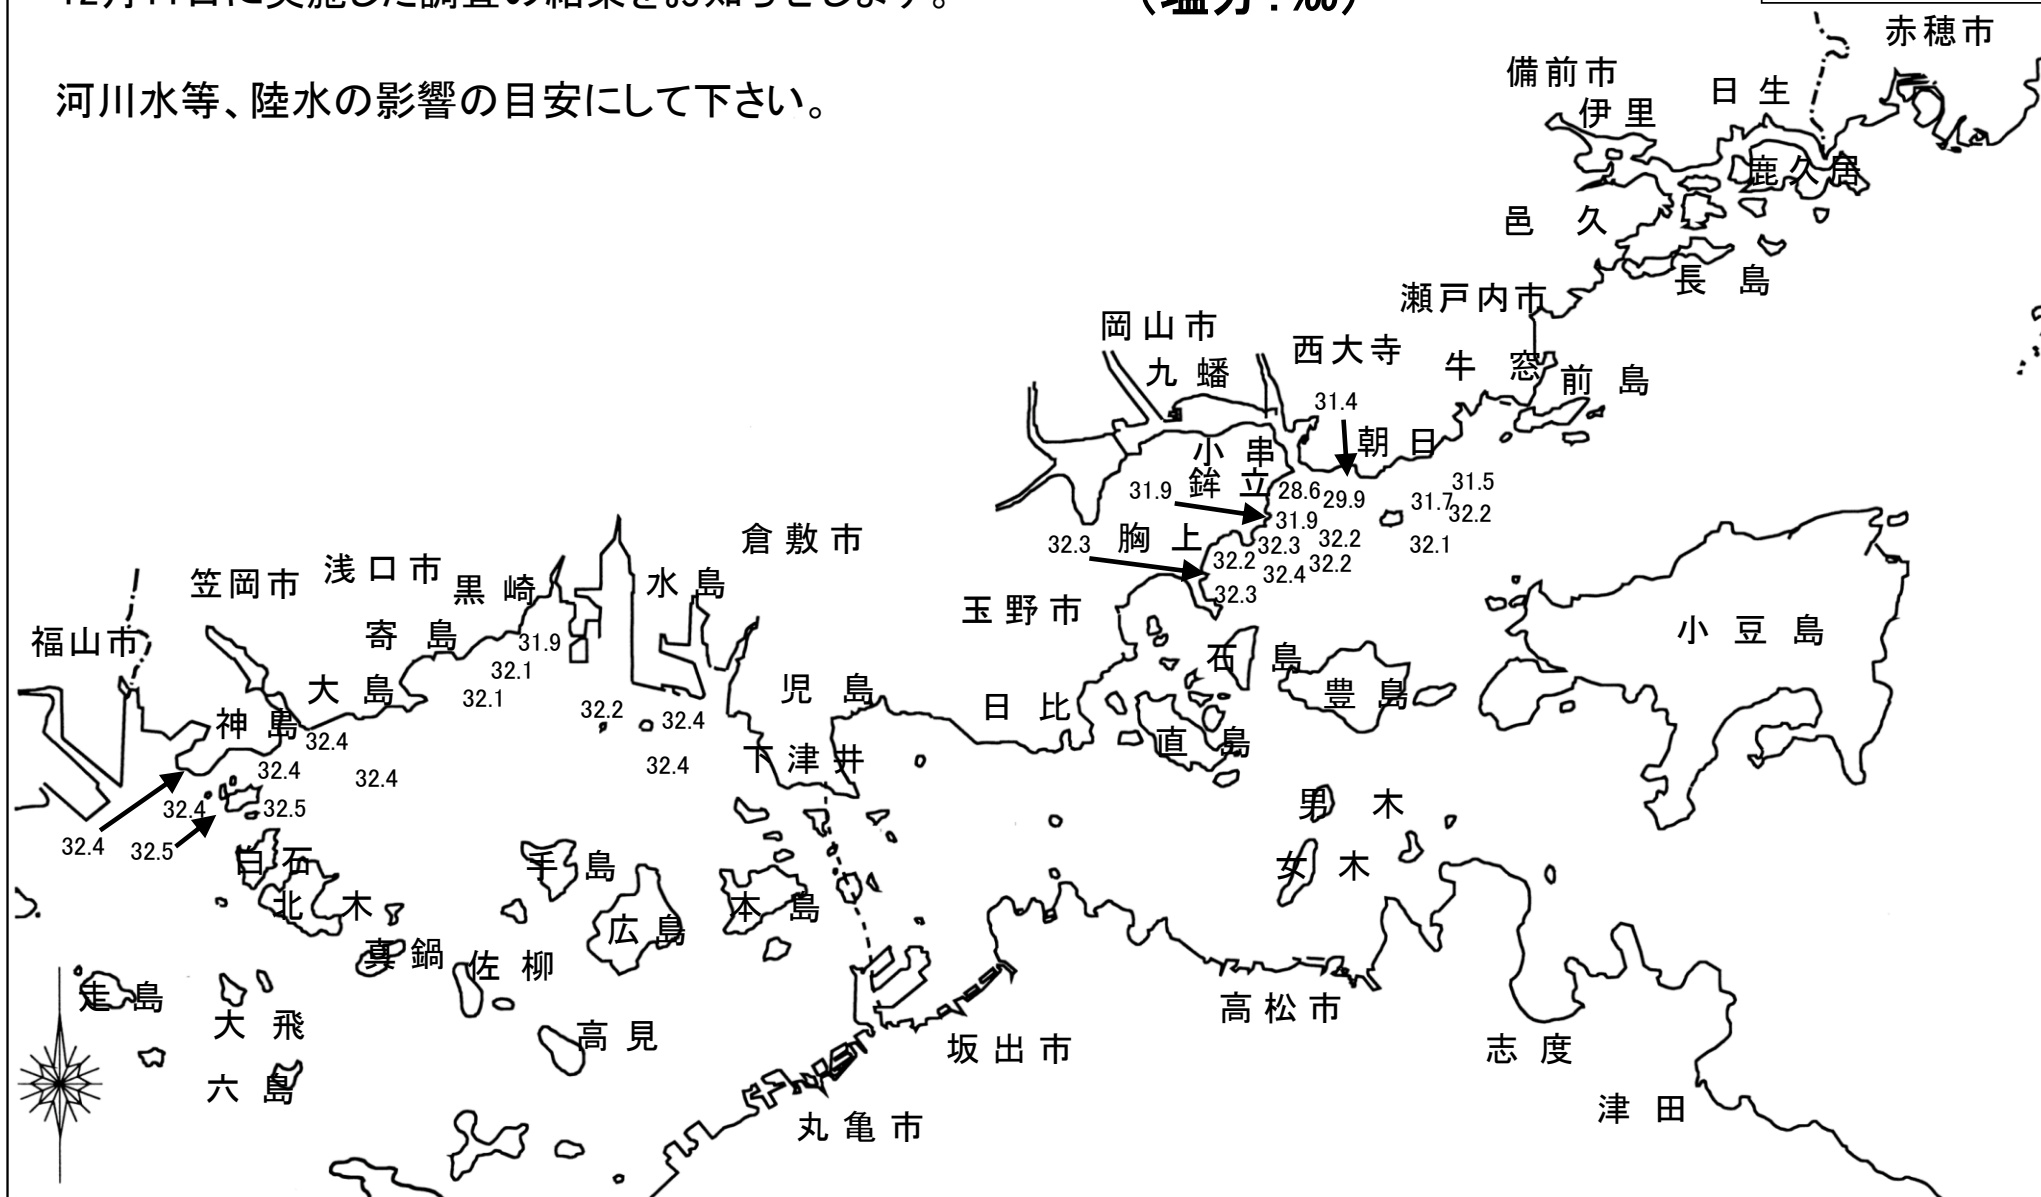 12月11日に実施した調査の結果をお知らせします。
(塩分:‰)
河川水等、陸水の影響の目安にして下さい。
赤穂市
備前市
日生
伊里
鹿久居
邑久
長島
瀬戸内市
岡山市
西大寺
九蟠
牛窓
前島
31.4
朝日
小串
鉾立
31.9
28.6
29.9
31.7
31.5
32.2
31.9
32.3
胸上
32.3
32.2
32.1
32.2
32.4
32.2
32.3
倉敷市
笠岡市
浅口市
黒崎
水島
玉野市
福山市
寄島
31.9
小豆島
石島
32.1
大島
32.1
児島
日比
豊島
神島
32.2
32.4
直島
32.4
下津井
32.4
32.4
32.4
32.4
32.5
男木
32.4
32.5
白石
手島
女木
北木
本島
広島
真鍋
佐柳
走島
高松市
大飛
高見
坂出市
志度
六島
津田
丸亀市